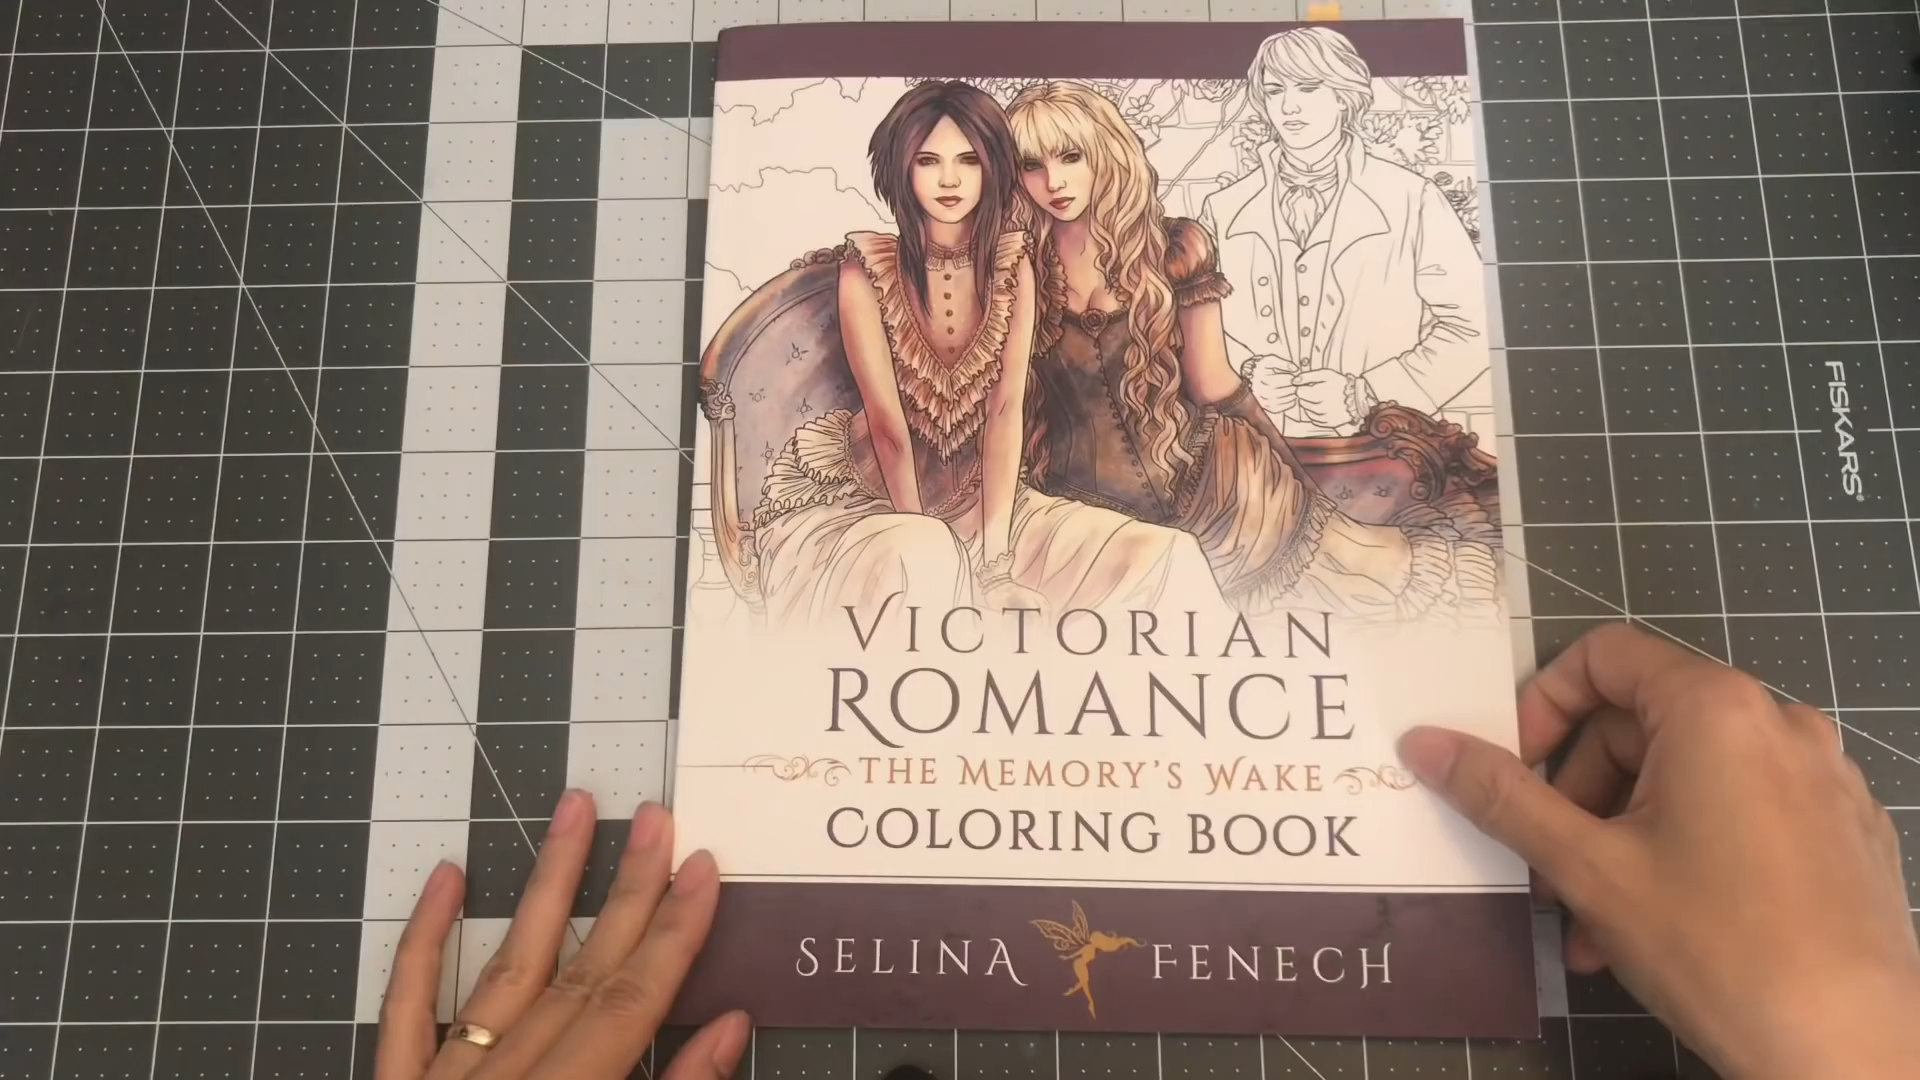 VICTORIAN
ROMANCE
THE MEMORY'S WAKE
COLORING BOOK
SELINA FENECH
FISKARS®